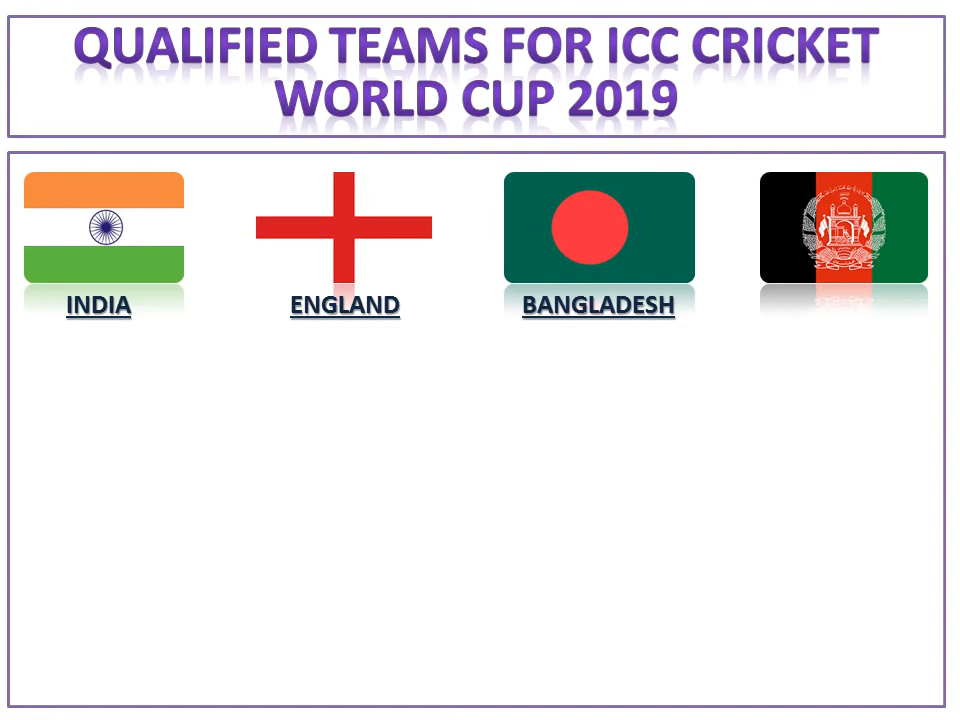 QUALIFIED TEAMS FOR ICC CRICKET
WORLD CUP 2019
INDIA
ENGLAND
BANGLADESH